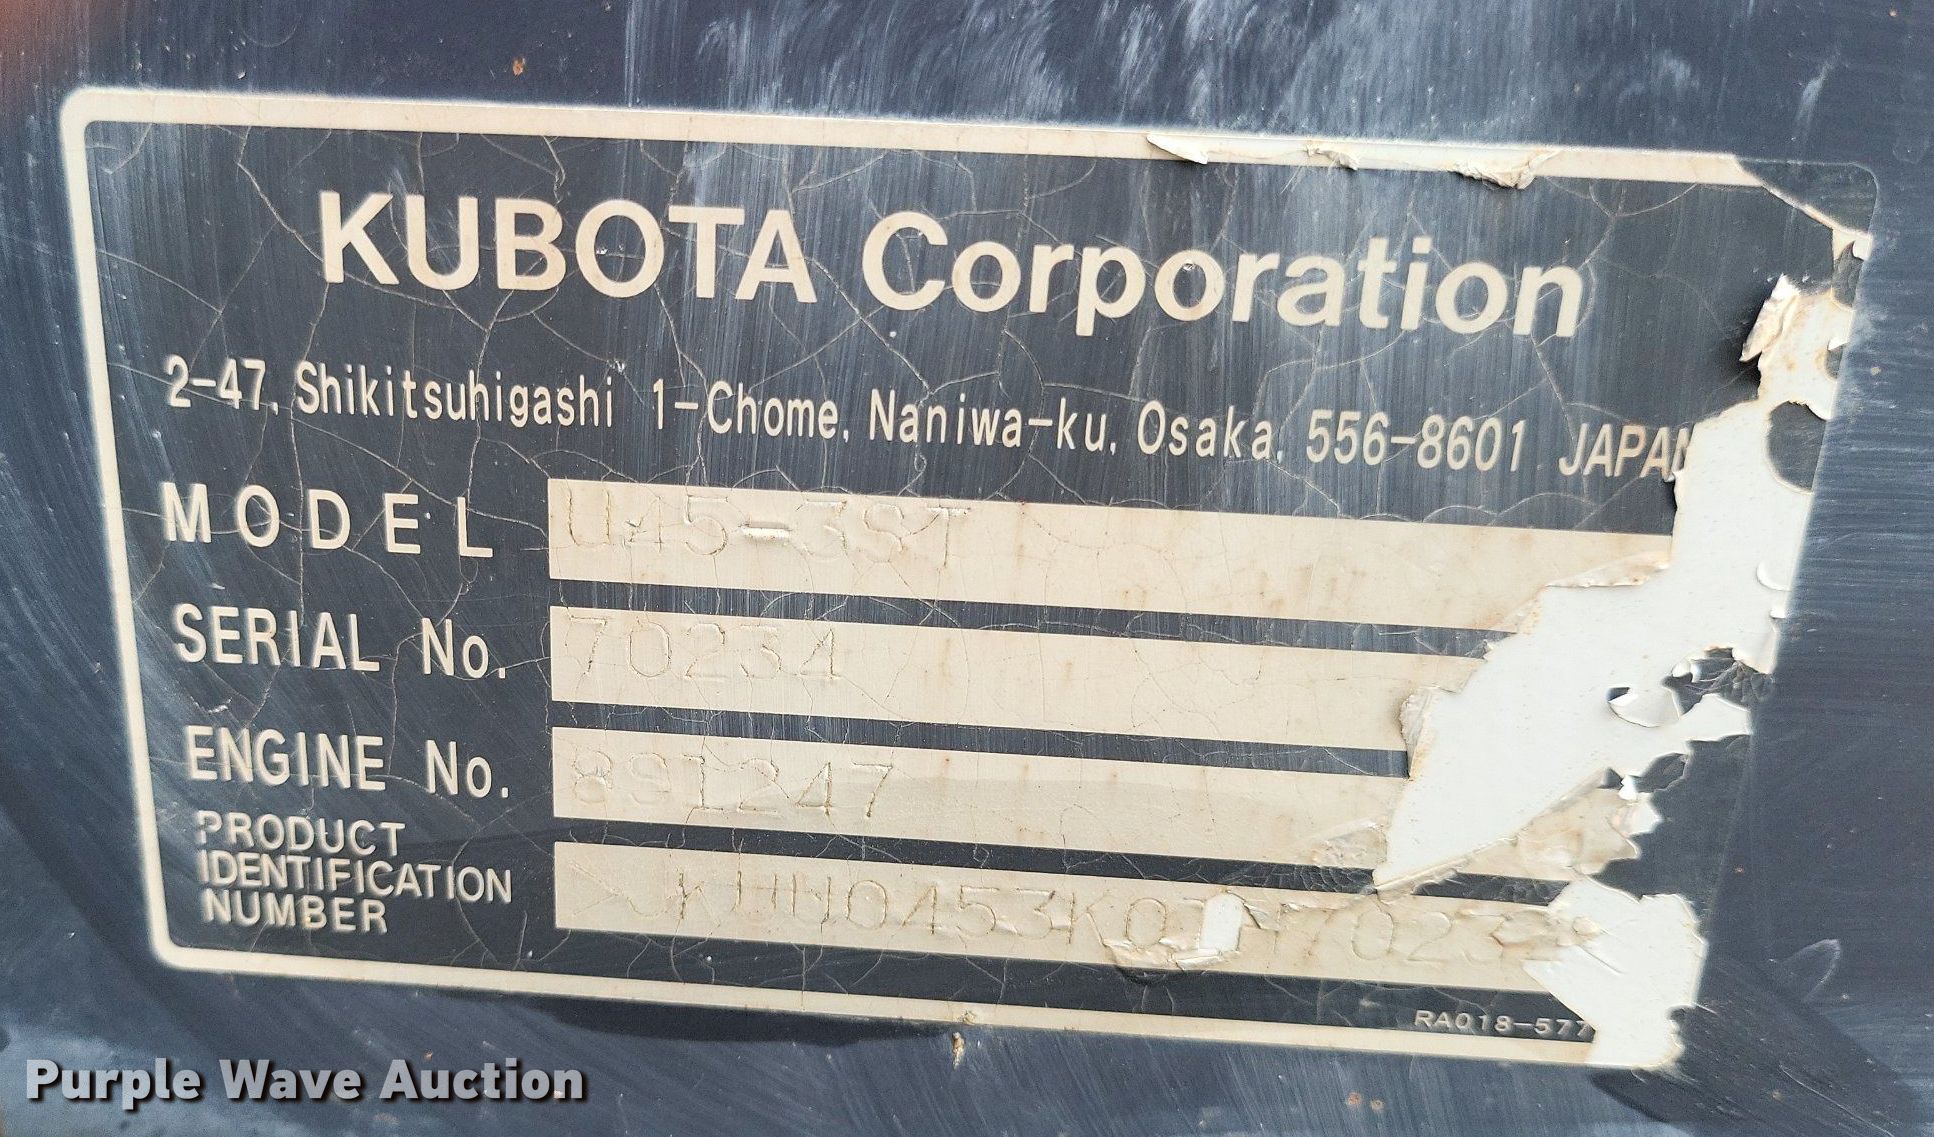 KUBOTA Corporation
2-47, Shikitsuhigashi 1-Chome, Naniwa-ku, Osaka, 556-8601 JAPAN
MODEL U45-3ST
SERIAL No. 70234
ENGINE No. 891247
PRODUCT
IDENTIFICATION
NUMBER
RA018-577
Purple Wave Auction